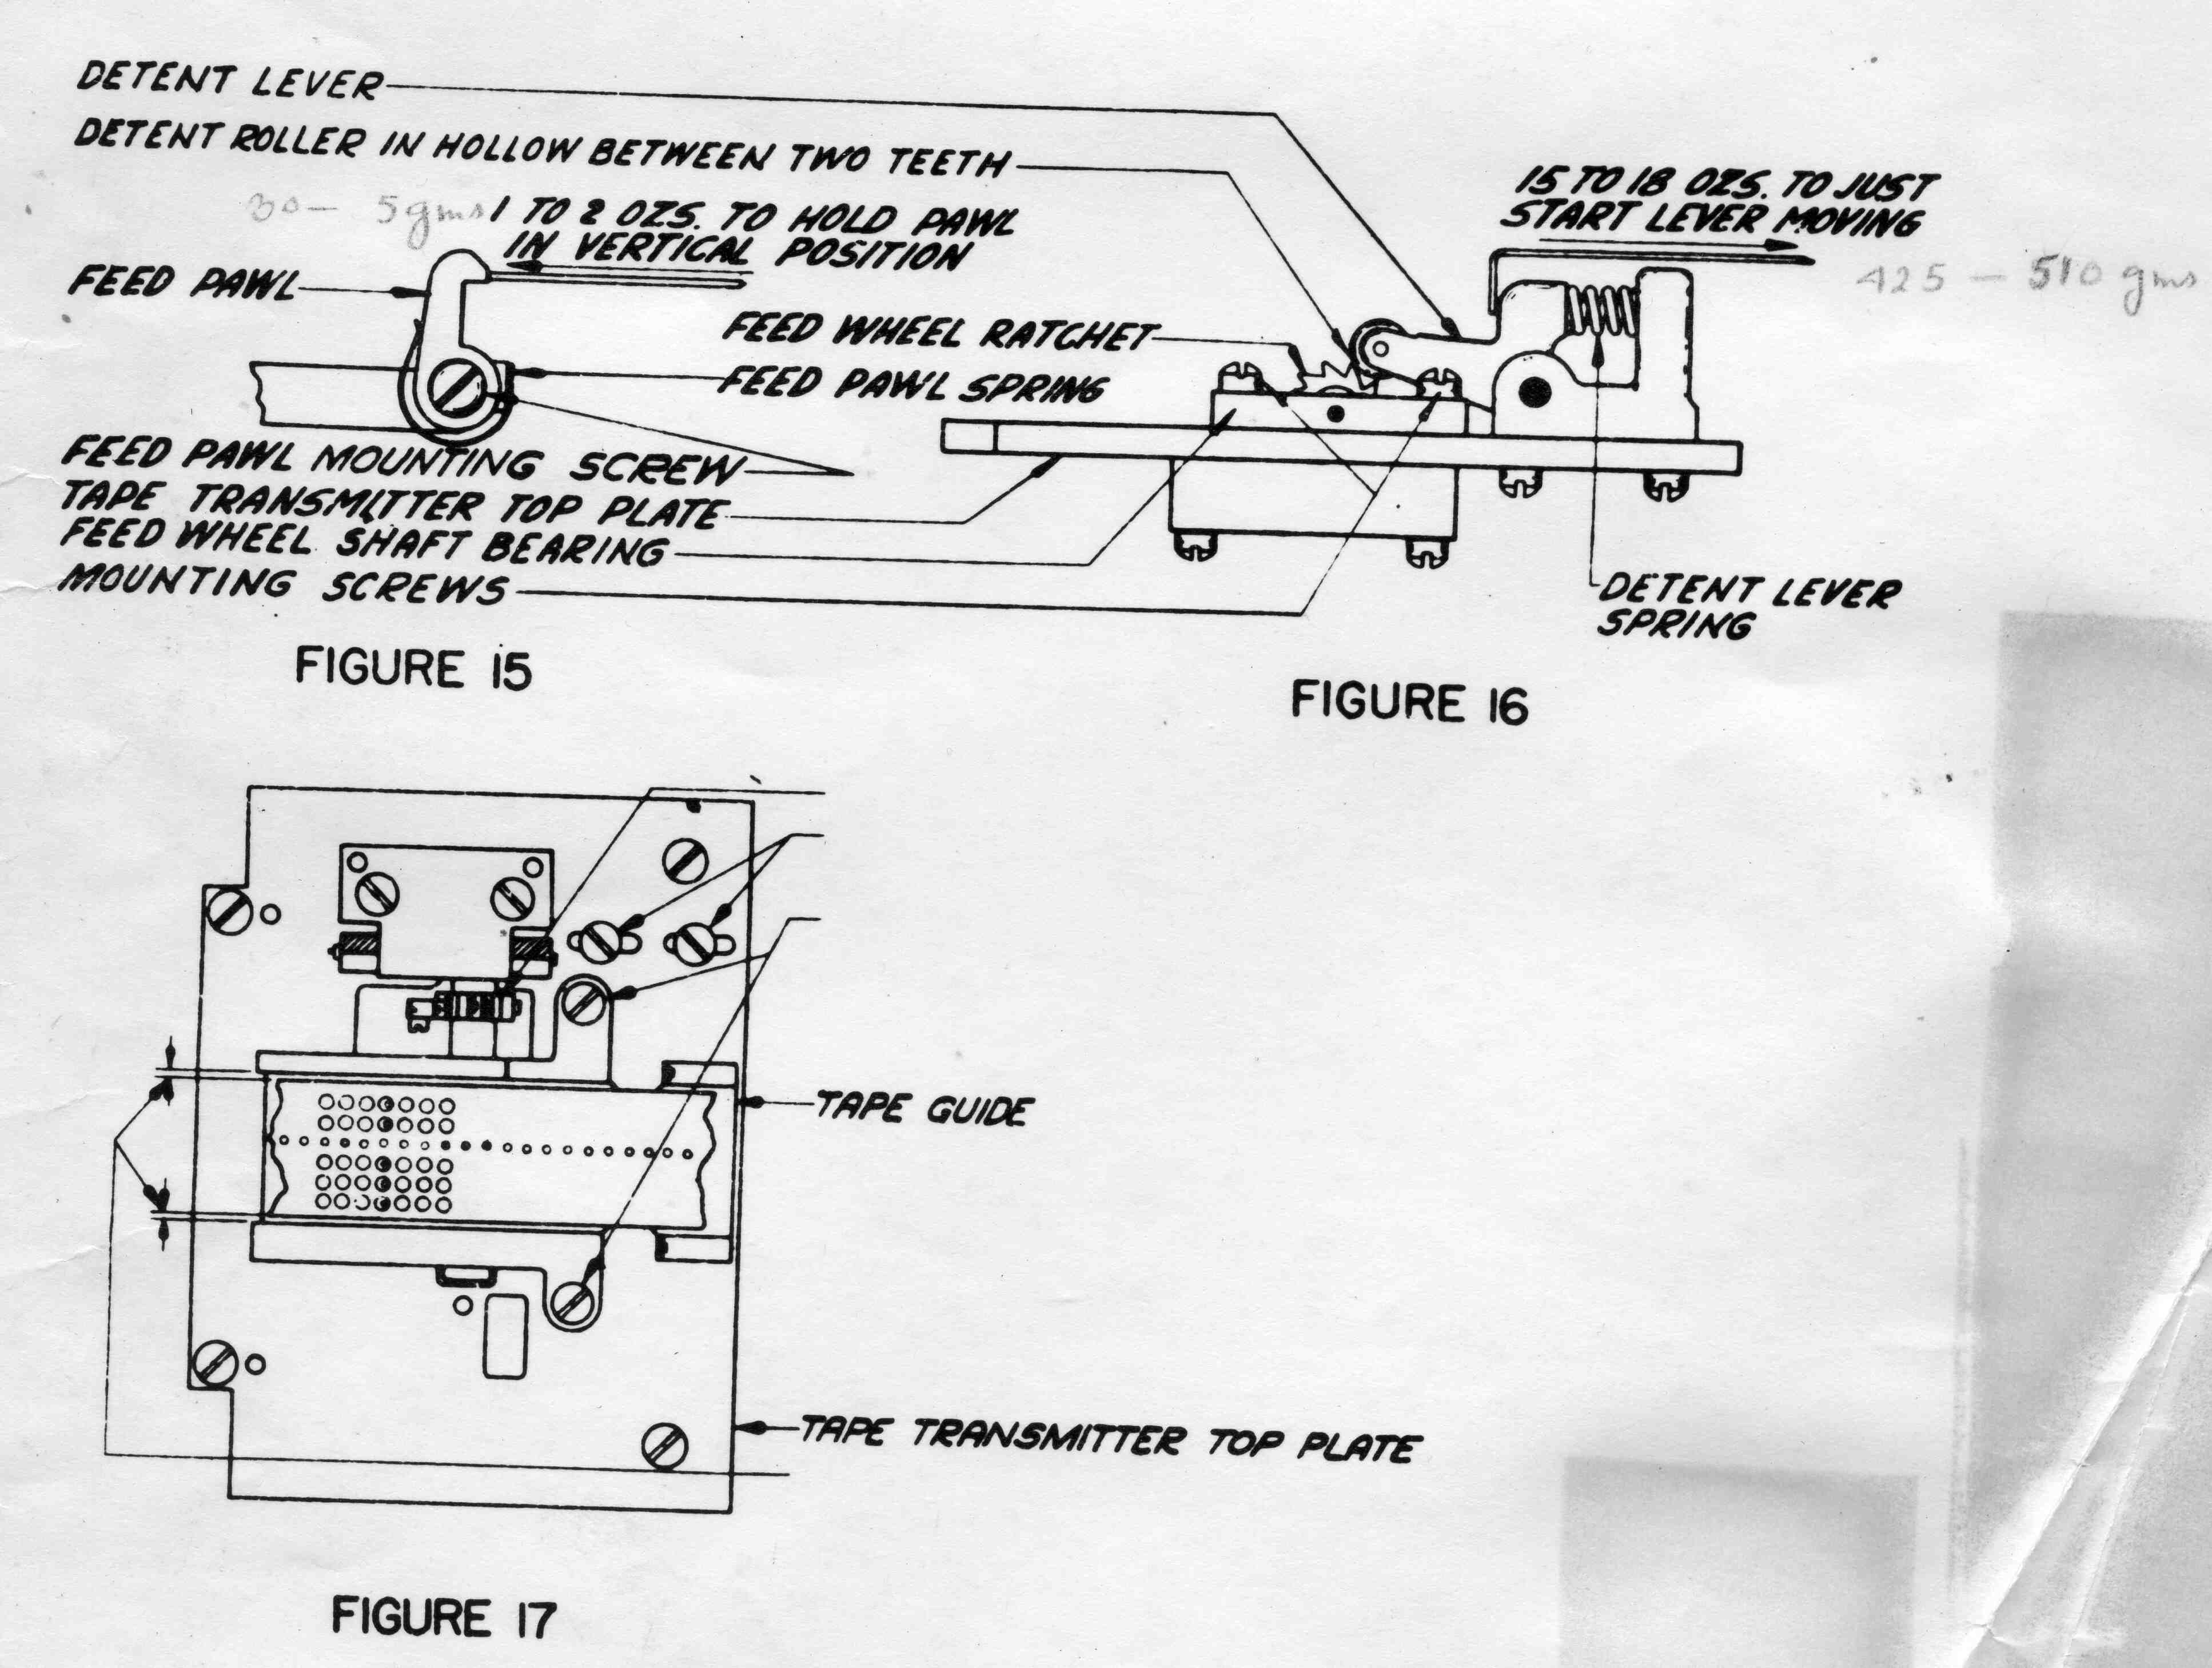 DETENT LEVER
DETENT ROLLER IN HOLLOW BETWEEN TWO TEETH
1 TO 2 OZS. TO HOLD PAWL
IN VERTICAL POSITION
FEED PAWL
FEED PAWL SPRING
FEED PAWL MOUNTING SCREW
FIGURE 15
15 TO 18 OZS. TO JUST
START LEVER MOVING
425 - 510 gms
FEED WHEEL RATCHET
TAPE TRANSMITTER TOP PLATE
FEED WHEEL SHAFT BEARING
MOUNTING SCREWS
DETENT LEVER
SPRING
FIGURE 16
TAPE GUIDE
TAPE TRANSMITTER TOP PLATE
FIGURE 17